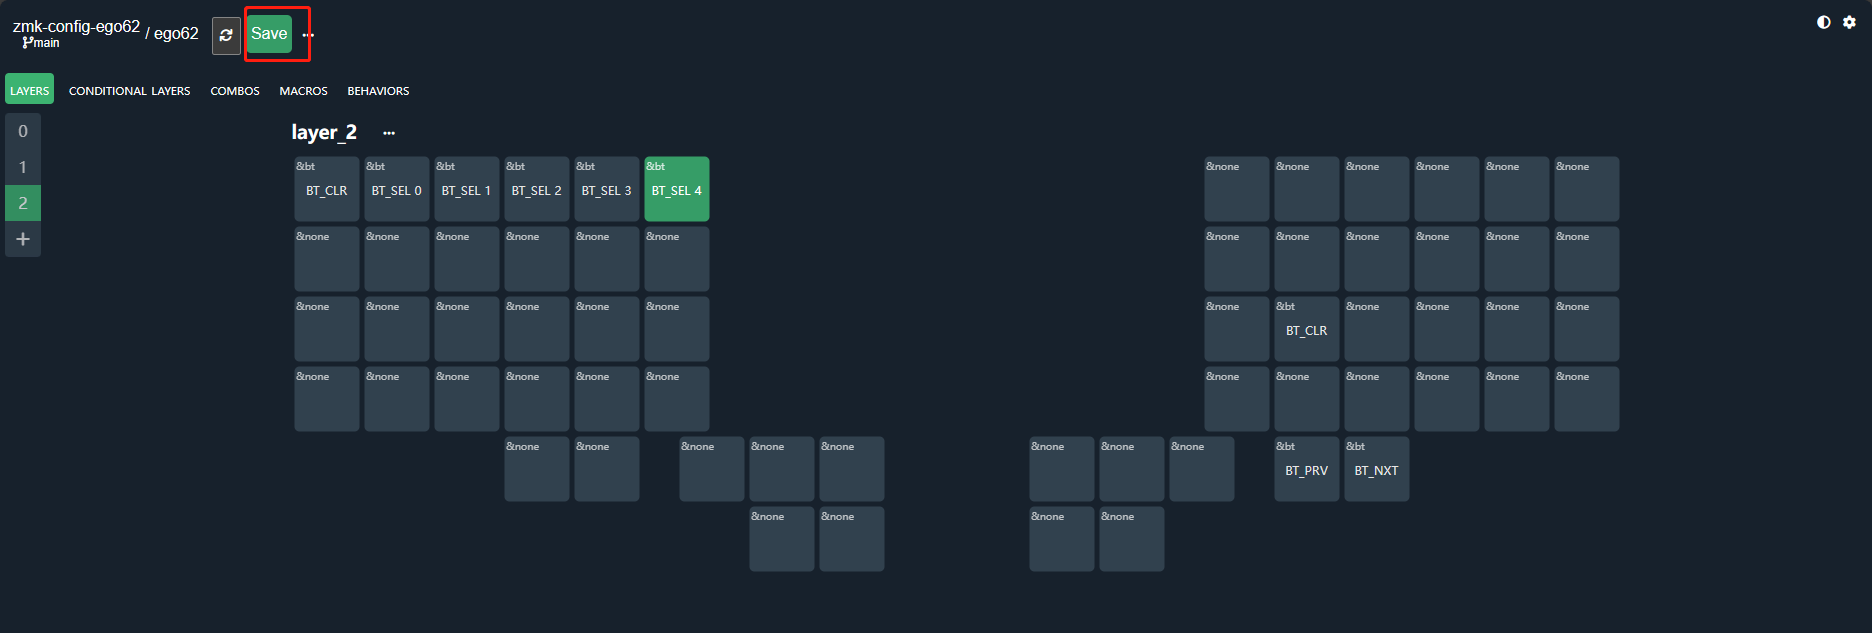 zmk-config-ego62 / ego62 Save ...
main
LAYERS CONDITIONAL LAYERS COMBOS MACROS BEHAVIORS
0
1
2
+
layer_2 ...
&bt &bt &bt &bt &bt &bt &none &none &none &none &none &none
BT_CLR BT_SEL 0 BT_SEL 1 BT_SEL 2 BT_SEL 3 BT_SEL 4
&none &none &none &none &none &none &none &none &none &none &none &none
&none &none &none &none &none &none &none &bt &none &none &none &none
BT_CLR
&none &none &none &none &none &none &none &none &none &none &none &none
&none &none &none &none &none &none &none &none &bt &bt
BT_PRV BT_NXT
&none &none &none &none